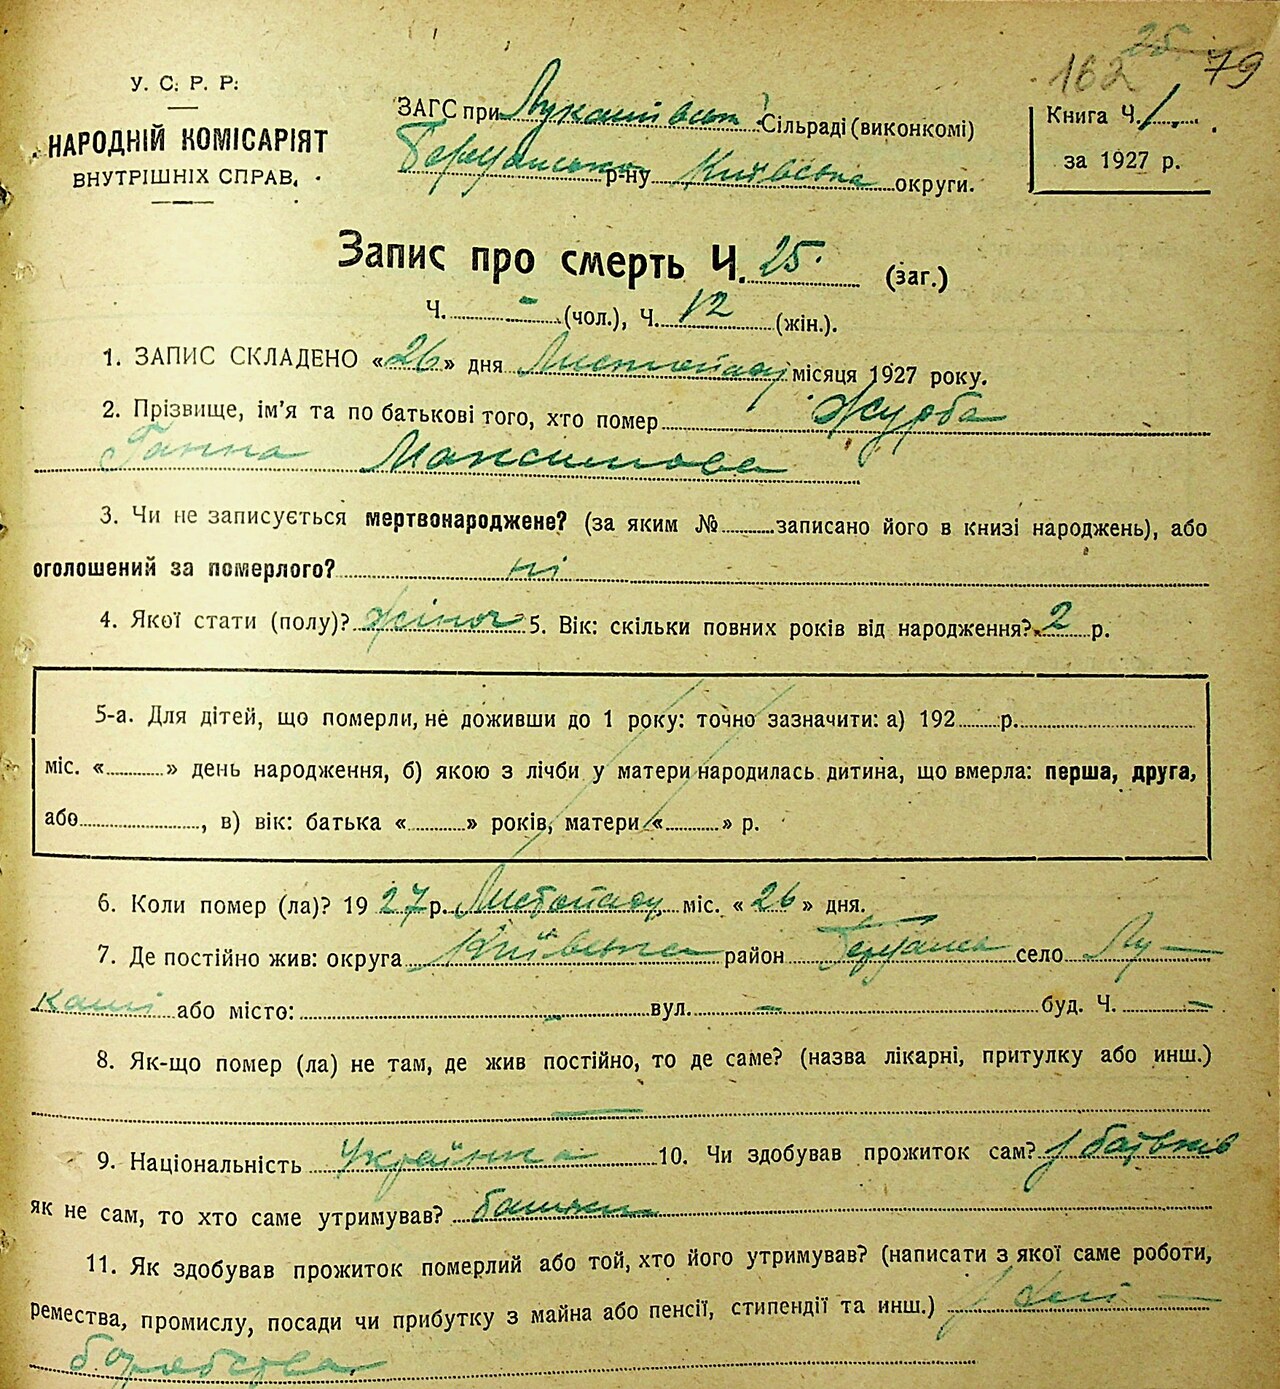 25 79
162
У. С. Р. Р.
НАРОДНІЙ КОМІСАРІЯТ
ВНУТРІШНІХ СПРАВ.
ЗАГС при Лукашівськ. Сільраді (виконкомі)
р-ну Київська округи.
Книга Ч. 1.
за 1927 р.
Запис про смерть Ч. 25. (заг.)
Ч. - (чол.), Ч. 12 (жін.).
1. ЗАПИС СКЛАДЕНО «26» дня Листопаду місяця 1927 року.
2. Прізвище, ім'я та по батькові того, хто помер Журба
Ганна Максимова
3. Чи не записується мертвонароджене? (за яким № записано його в книзі народжень), або
оголошений за померлого? ні
4. Якої стати (полу)? жіноч 5. Вік: скільки повних років від народження? 2 р.
5-а. Для дітей, що померли, не доживши до 1 року: точно зазначити: а) 192 р.
міс. « » день народження, б) якою з лічби у матери народилась дитина, що вмерла: перша, друга,
або , в) вік: батька « » років, матери « » р.
6. Коли помер (ла)? 1927 р. Листопаду міс. «26» дня.
7. Де постійно жив: округа Київська район село Лу-
каші або місто: - вул. - буд. Ч. -
8. Як-що помер (ла) не там, де жив постійно, то де саме? (назва лікарні, притулку або инш.)
—
9. Національність Українка 10. Чи здобував прожиток сам? у батьків
як не сам, то хто саме утримував? батьки
11. Як здобував прожиток померлий або той, хто його утримував? (написати з якої саме роботи,
ремества, промислу, посади чи прибутку з майна або пенсії, стипендії та инш.)